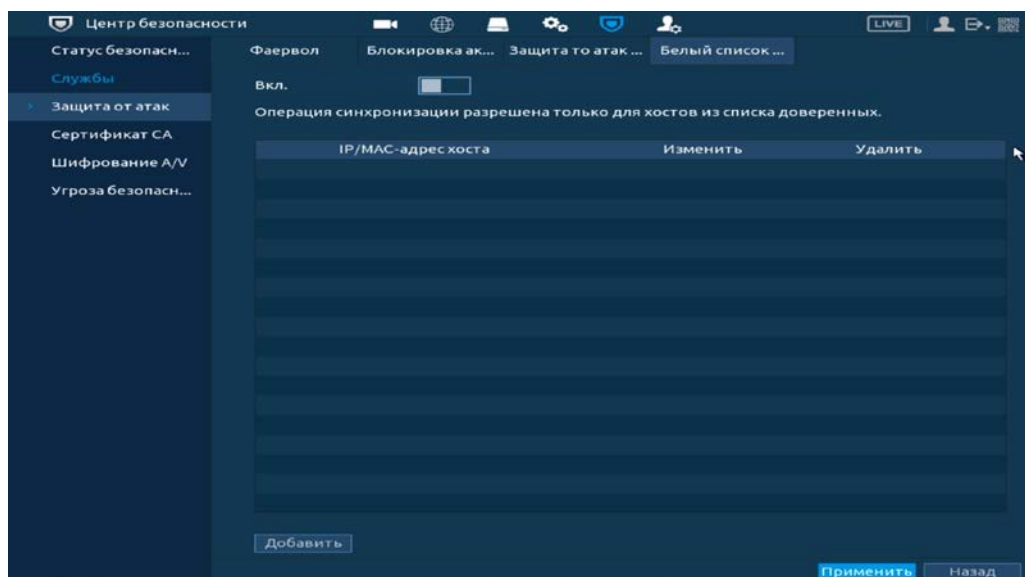 Центр безопасности
LIVE
Статус безопасн...
Службы
Защита от атак
Сертификат CA
Шифрование A/V
Угроза безопасн...
Фаервол
Блокировка ак...
Защита то атак ...
Белый список ...
Вкл.
Операция синхронизации разрешена только для хостов из списка доверенных.
IP/MAC-адрес хоста
Изменить
Удалить
Добавить
Применить
Назад